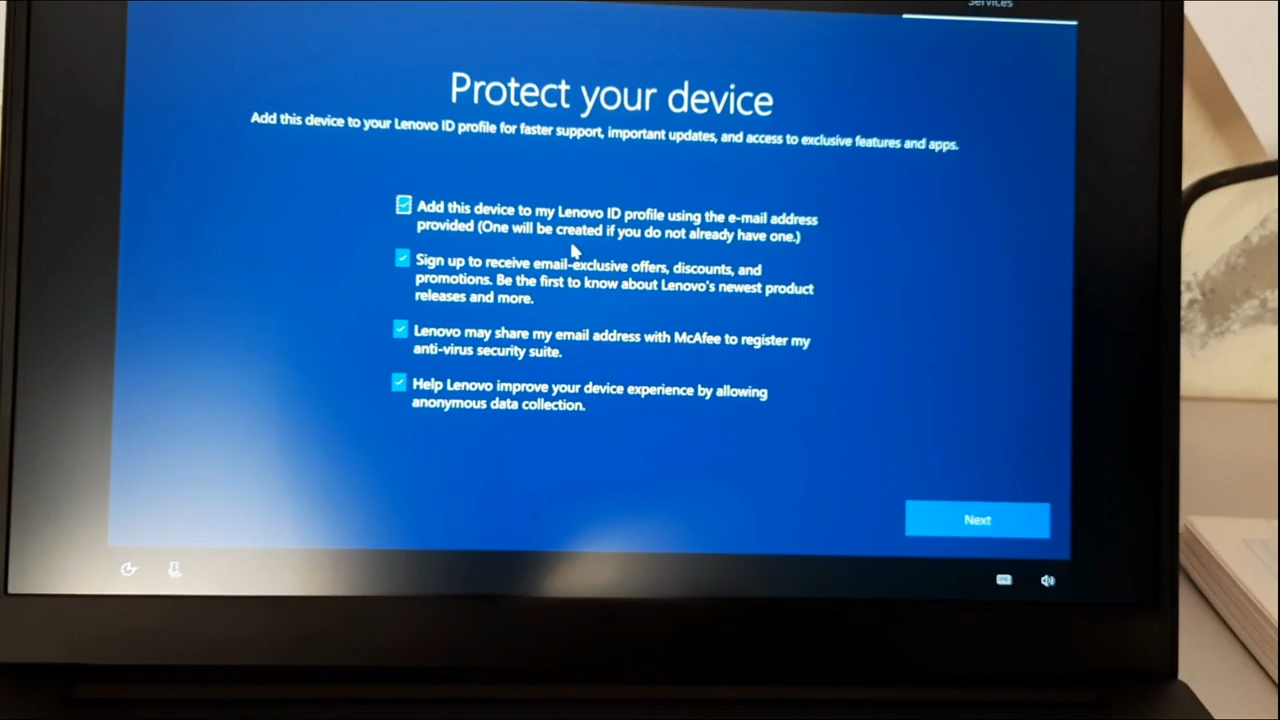 Services
Protect your device
Add this device to your Lenovo ID profile for faster support, important updates, and access to exclusive features and apps.
Add this device to my Lenovo ID profile using the e-mail address
provided (One will be created if you do not already have one.)
Sign up to receive email-exclusive offers, discounts, and
promotions. Be the first to know about Lenovo's newest product
releases and more.
Lenovo may share my email address with McAfee to register my
anti-virus security suite.
Help Lenovo improve your device experience by allowing
anonymous data collection.
Next